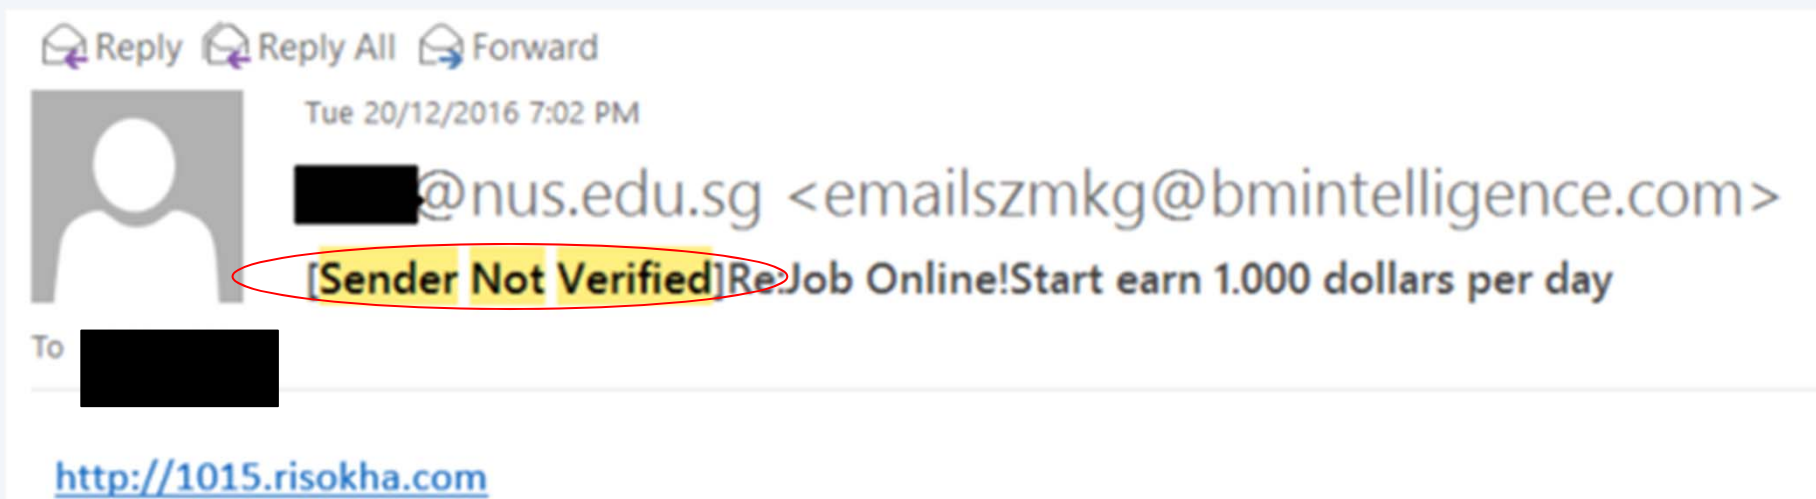 Reply Reply All Forward
Tue 20/12/2016 7:02 PM
@nus.edu.sg <emailszmkg@bmintelligence.com>
[Sender Not Verified]Re:Job Online!Start earn 1.000 dollars per day
To
http://1015.risokha.com